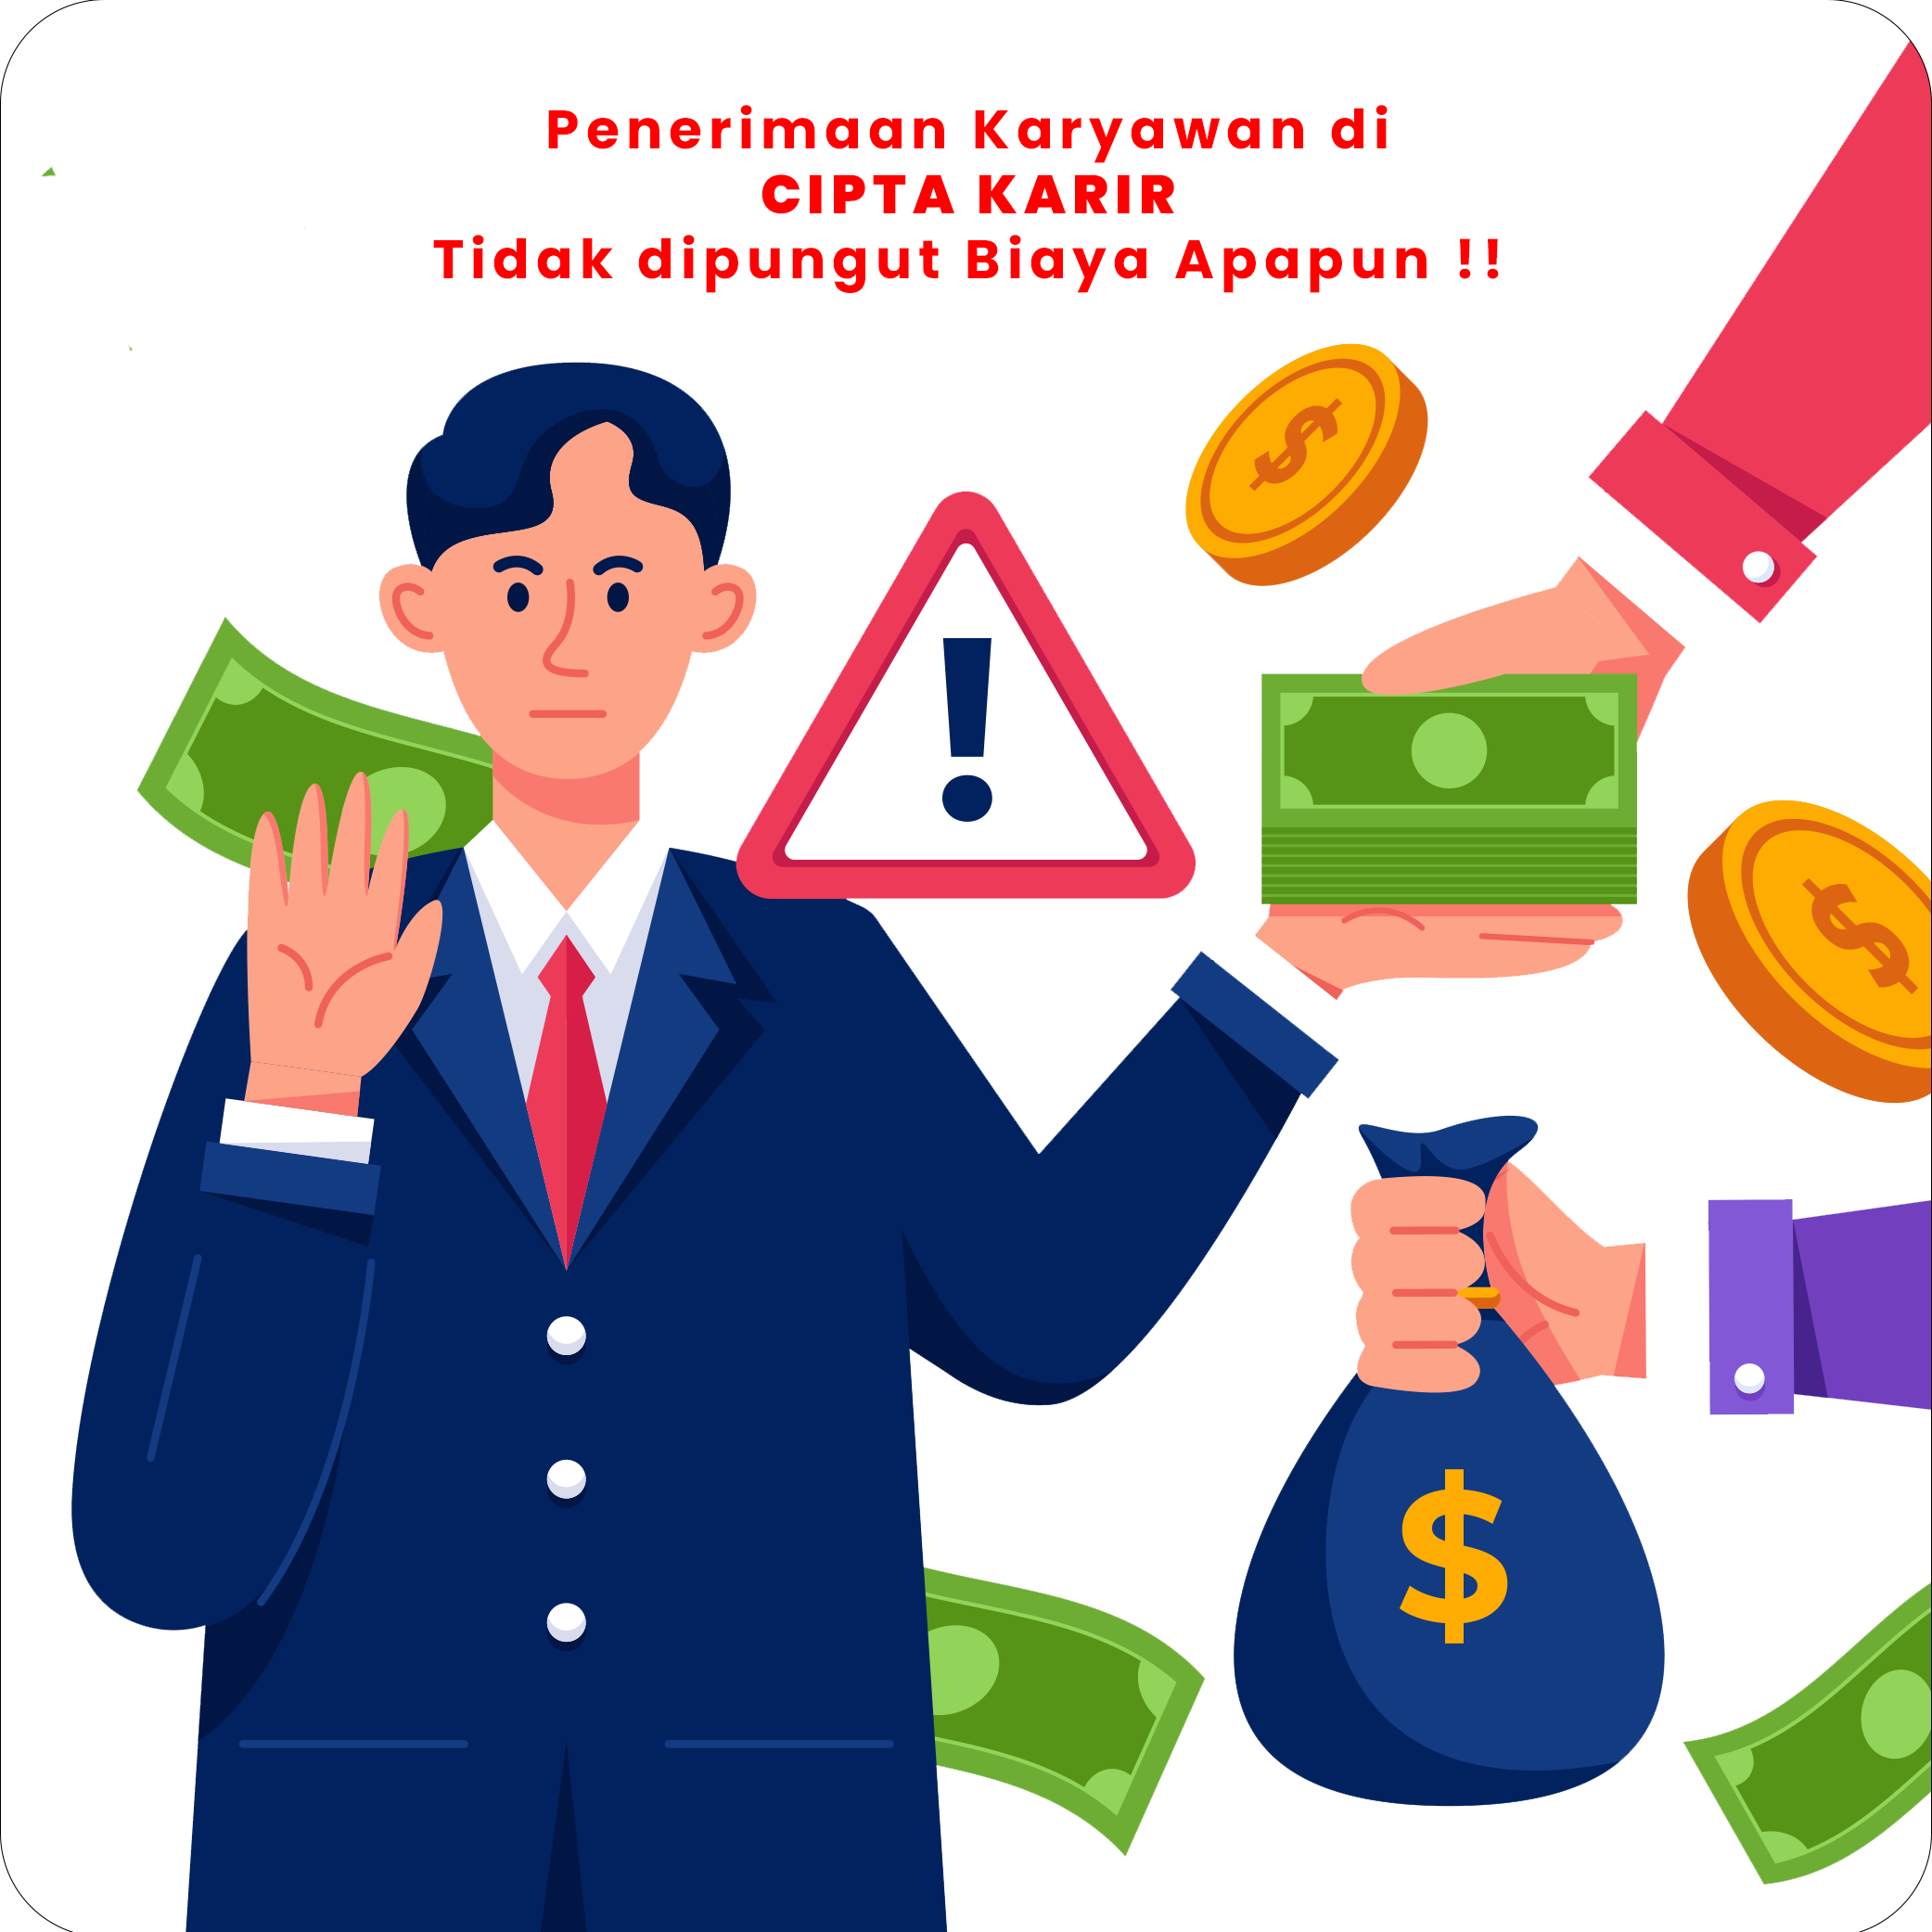 Penerimaan Karyawan di
CIPTA KARIR
Tidak dipungut Biaya Apapun !!
$
$
$